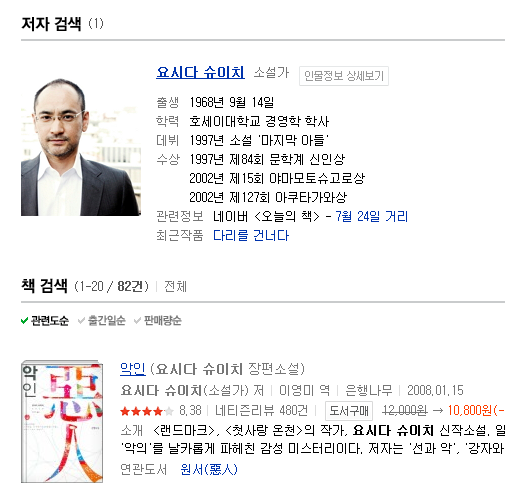 저자 검색 (1)
요시다 슈이치 소설가 인물정보 상세보기
출생 1968년 9월 14일
학력 호세이대학교 경영학 학사
데뷔 1997년 소설 '마지막 아들'
수상 1997년 제84회 문학계 신인상
2002년 제15회 야마모토슈고로상
2002년 제127회 아쿠타가와상
관련정보 네이버 <오늘의 책> - 7월 24일 거리
최근작품 다리를 건너다
책 검색 (1-20 / 82건) | 전체
관련도순 출간일순 판매량순
악인
惡人
악인 (요시다 슈이치 장편소설)
요시다 슈이치(소설가) 저 | 이영미 역 | 은행나무 | 2008.01.15
8.38 | 네티즌리뷰 480건 | 도서구매 12,000원 → 10,800원(-
소개 <랜드마크>, <첫사랑 온천>의 작가, 요시다 슈이치 신작소설, 일
'악의'를 날카롭게 파헤친 감성 미스터리이다. 저자는 '선과 악', '강자와
연관도서 원서(惡人)